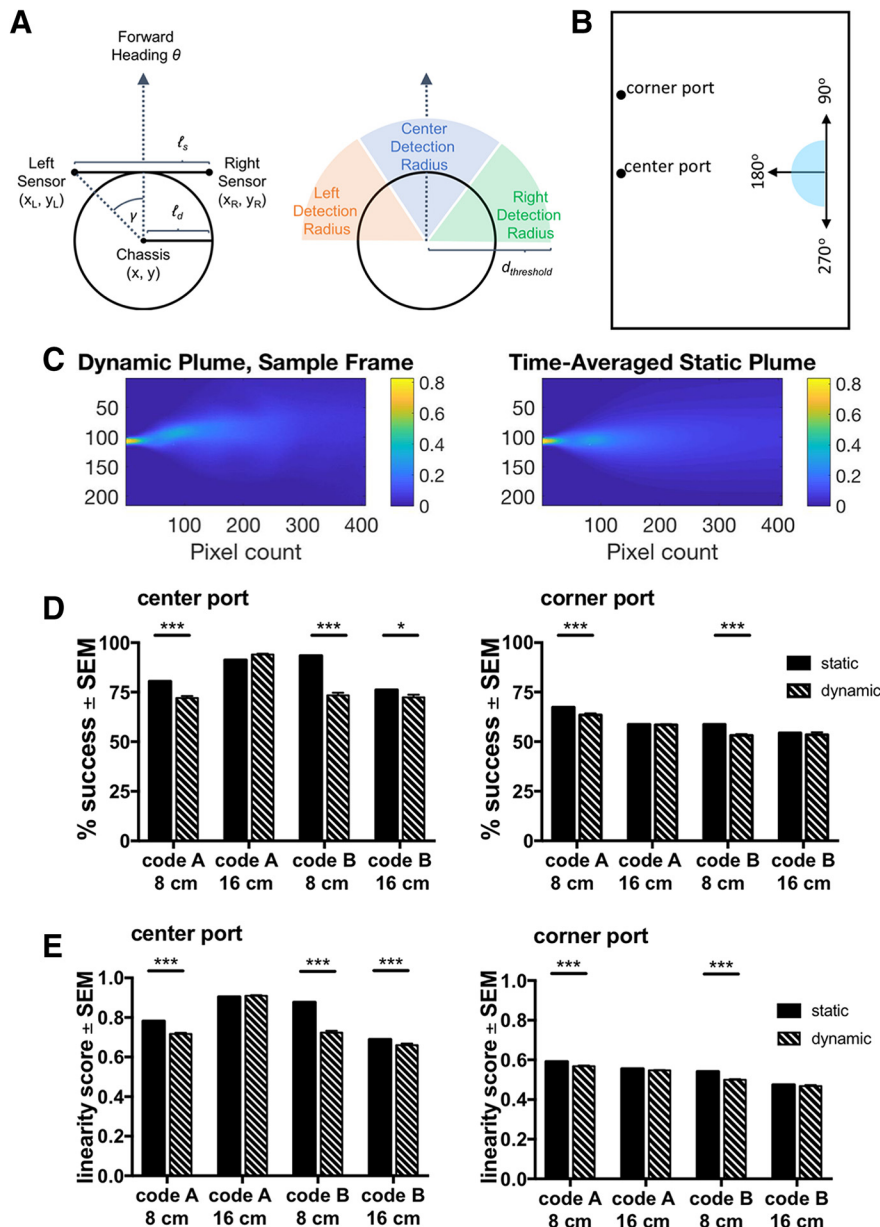 A
Forward
Heading θ
ℓs
Left
Sensor
(xL, yL)
Right
Sensor
(xR, yR)
γ
ℓd
Chassis
(x, y)
Center
Detection
Radius
Left
Detection
Radius
Right
Detection
Radius
dthreshold
B
corner port
center port
90°
180°
270°
C
Dynamic Plume, Sample Frame
50
100
150
200
100 200 300 400
Pixel count
0.8
0.6
0.4
0.2
0
Time-Averaged Static Plume
50
100
150
200
100 200 300 400
Pixel count
0.8
0.6
0.4
0.2
0
D
center port
% success ± SEM
100
75
50
25
0
*** *** *
code A code A code B code B
8 cm 16 cm 8 cm 16 cm
corner port
% success ± SEM
100
75
50
25
0
*** ***
static
dynamic
code A code A code B code B
8 cm 16 cm 8 cm 16 cm
E
center port
linearity score ± SEM
1.0
0.8
0.6
0.4
0.2
0.0
*** *** ***
code A code A code B code B
8 cm 16 cm 8 cm 16 cm
corner port
linearity score ± SEM
1.0
0.8
0.6
0.4
0.2
0.0
*** ***
static
dynamic
code A code A code B code B
8 cm 16 cm 8 cm 16 cm